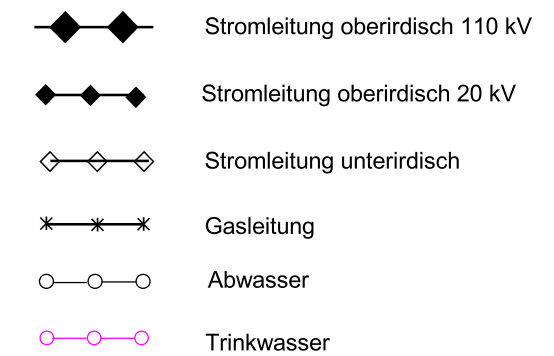 Stromleitung oberirdisch 110 kV
Stromleitung oberirdisch 20 kV
Stromleitung unterirdisch
Gasleitung
Abwasser
Trinkwasser